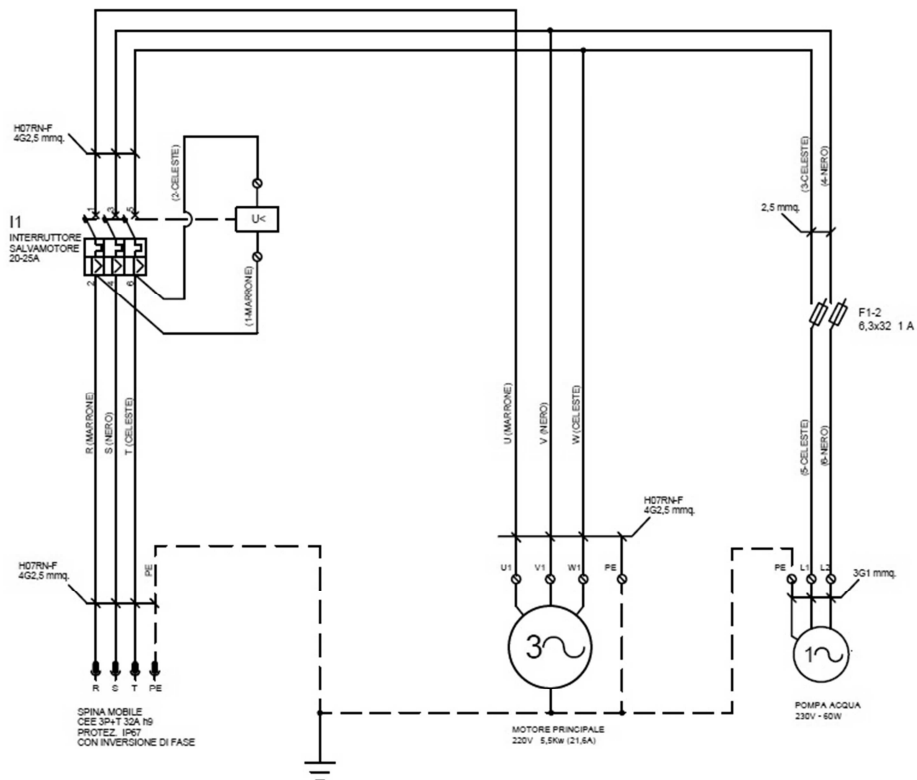 H07RN-F
4G2,5 mmq.
(2-CELESTE)
(3-CELESTE)
(4-NERO)
2,5 mmq.
1
3
5
U<
I1
INTERRUTTORE
SALVAMOTORE
20-25A
2
4
6
(1-MARRONE)
F1-2
6,3x32 1 A
R (MARRONE)
S (NERO)
T (CELESTE)
U (MARRONE)
V (NERO)
W (CELESTE)
(5-CELESTE)
(6-NERO)
H07RN-F
4G2,5 mmq.
H07RN-F
4G2,5 mmq.
PE
U1
V1
W1
PE
PE
L1
L2
3G1 mmq.
3
1
R
S
T
PE
SPINA MOBILE
CEE 3P+T 32A h9
PROTEZ. IP67
CON INVERSIONE DI FASE
MOTORE PRINCIPALE
220V 5,5Kw (21,6A)
POMPA ACQUA
230V - 60W